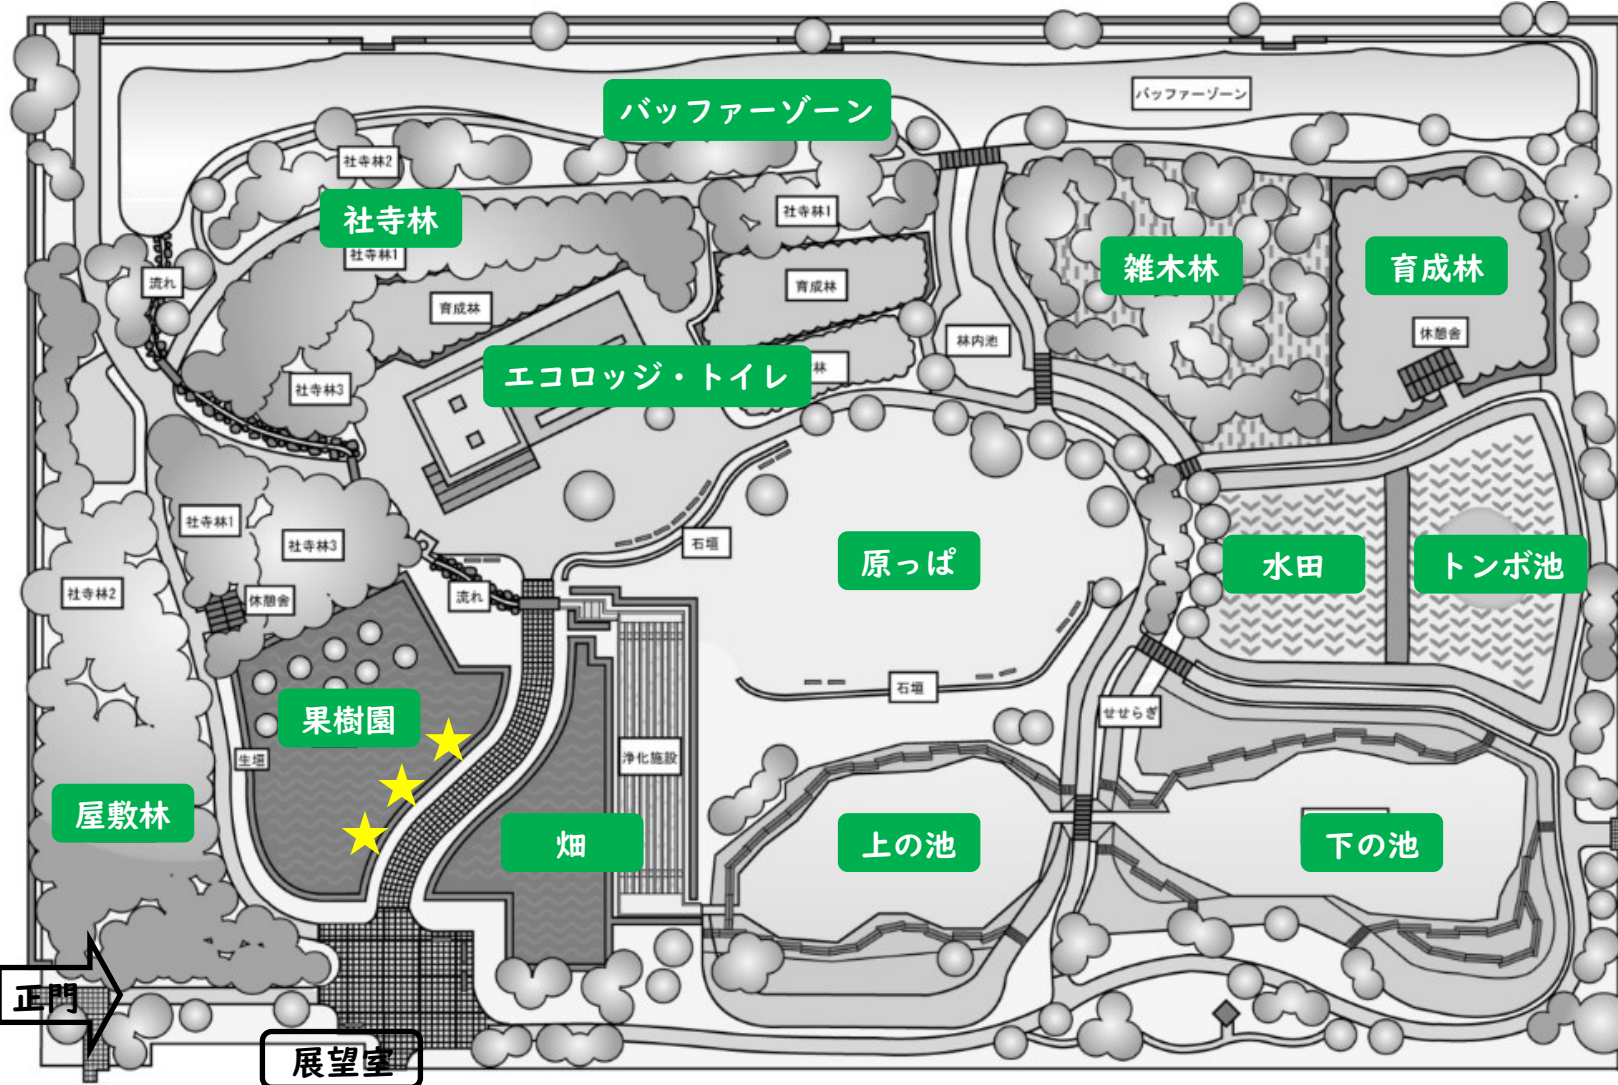 バッファーゾーン
バッファーゾーン
社寺林2
社寺林
社寺林1
社寺林1
雑木林
育成林
流れ
育成林
育成林
休憩舎
林内池
エコロッジ・トイレ
林
社寺林3
社寺林1
社寺林3
石垣
原っぱ
水田
トンボ池
社寺林2
休憩舎
流れ
石垣
果樹園
せせらぎ
生垣
浄化施設
屋敷林
畑
上の池
下の池
正門
展望室